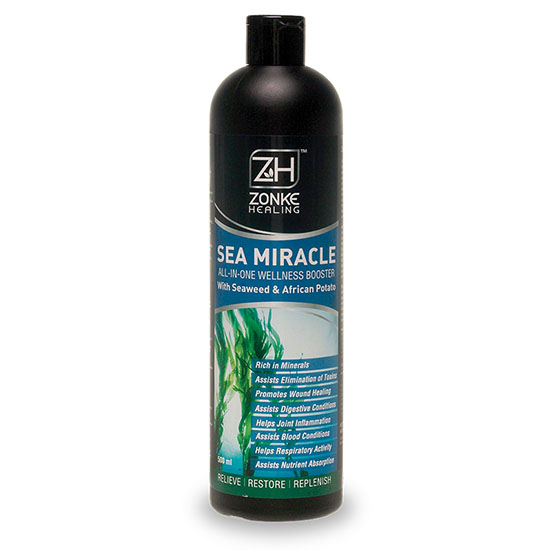 ZH™
ZONKE
HEALING
SEA MIRACLE
ALL-IN-ONE WELLNESS BOOSTER
With Seaweed & African Potato
Rich in Minerals
Assists Elimination of Toxins
Promotes Wound Healing
Assists Digestive Conditions
Helps Joint Inflammation
Assists Blood Conditions
Helps Respiratory Activity
Assists Nutrient Absorption
500 ml
RELIEVE | RESTORE | REPLENISH